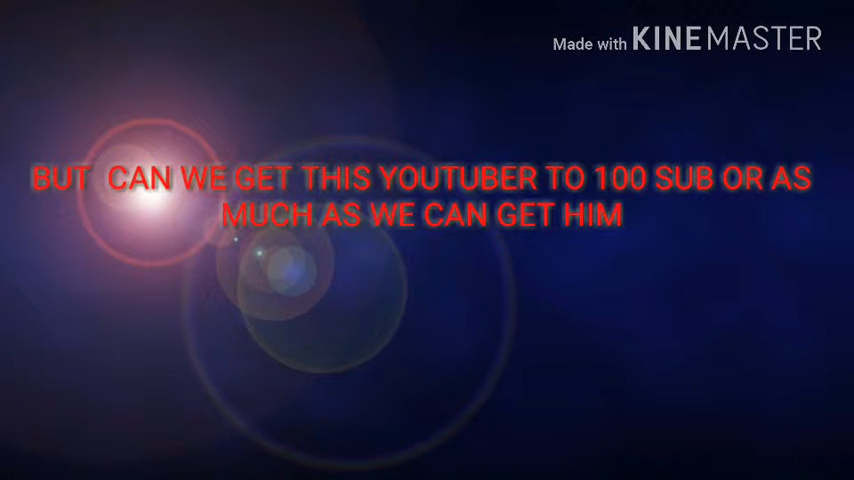 Made with KINEMASTER
BUT CAN WE GET THIS YOUTUBER TO 100 SUB OR AS
MUCH AS WE CAN GET HIM